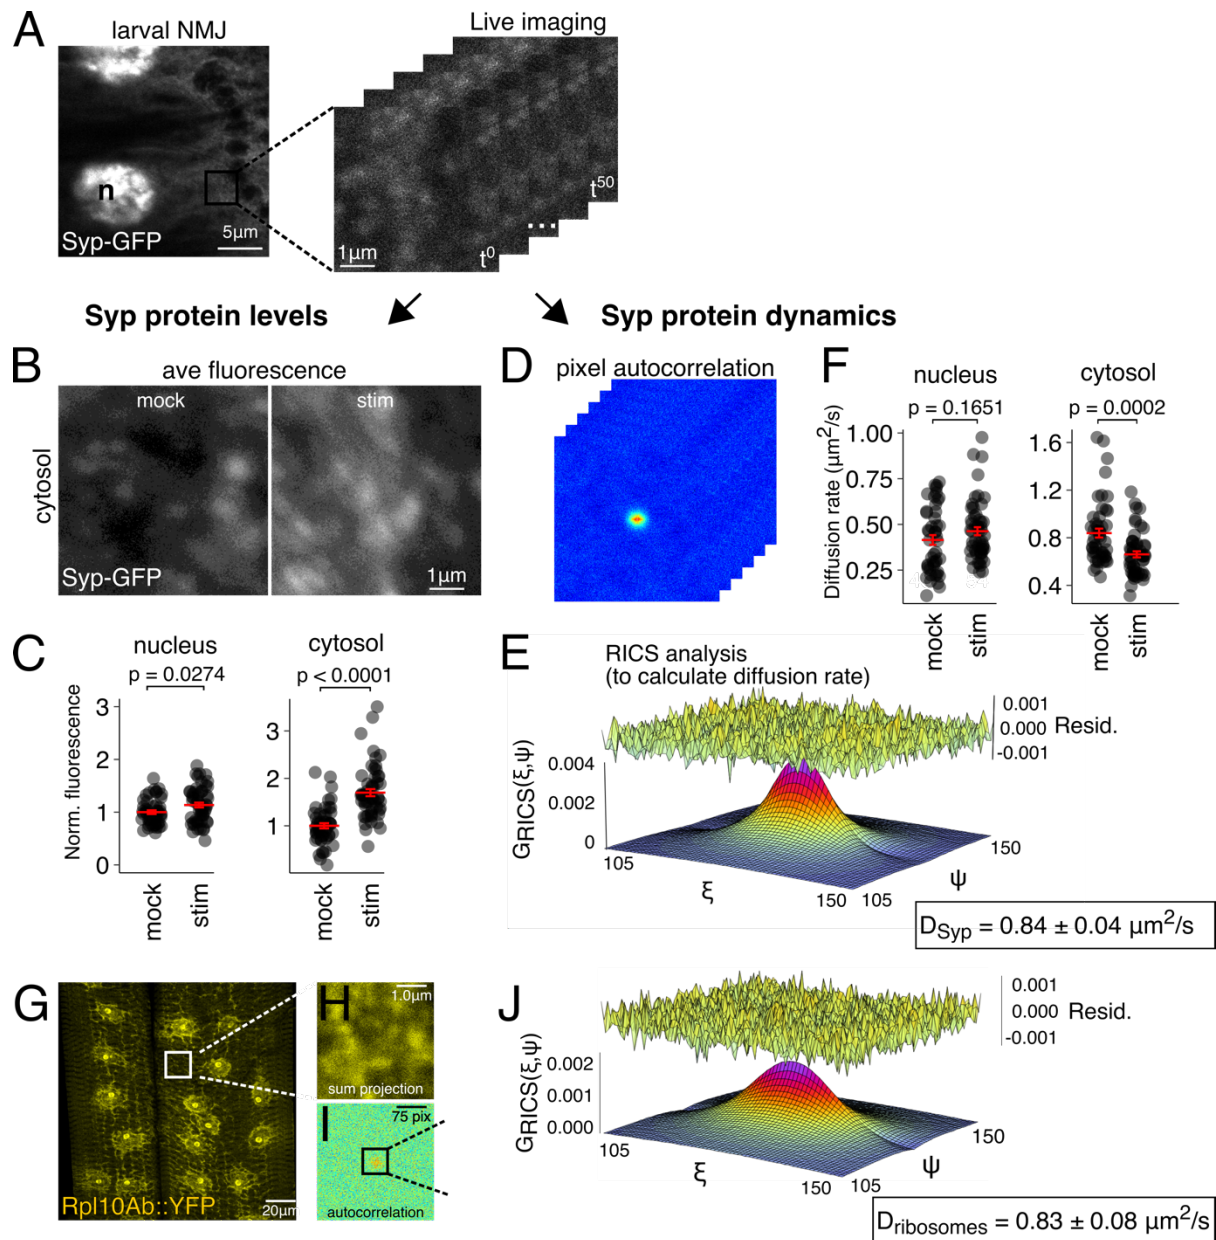 A
larval NMJ
n
Syp-GFP
5µm
Live imaging
1µm
t0
...
t50
Syp protein levels
Syp protein dynamics
B
ave fluorescence
mock
stim
cytosol
Syp-GFP
1µm
C
nucleus
cytosol
p = 0.0274
p < 0.0001
Norm. fluorescence
3
2
1
0
3
2
1
mock
stim
mock
stim
D
pixel autocorrelation
F
nucleus
cytosol
p = 0.1651
p = 0.0002
Diffusion rate (µm2/s)
1.00
0.75
0.50
0.25
1.6
1.2
0.8
0.4
mock
stim
mock
stim
E
RICS analysis
(to calculate diffusion rate)
0.001
0.000
-0.001
Resid.
GRICS(ξ,ψ)
0.004
0.002
0
105
ξ
150
105
ψ
150
DSyp = 0.84 ± 0.04 µm2/s
G
Rpl10Ab::YFP
20µm
H
1.0µm
sum projection
I
75 pix
autocorrelation
J
0.001
0.000
-0.001
Resid.
GRICS(ξ,ψ)
0.002
0.001
0.000
105
ξ
150
105
ψ
150
Dribosomes = 0.83 ± 0.08 µm2/s